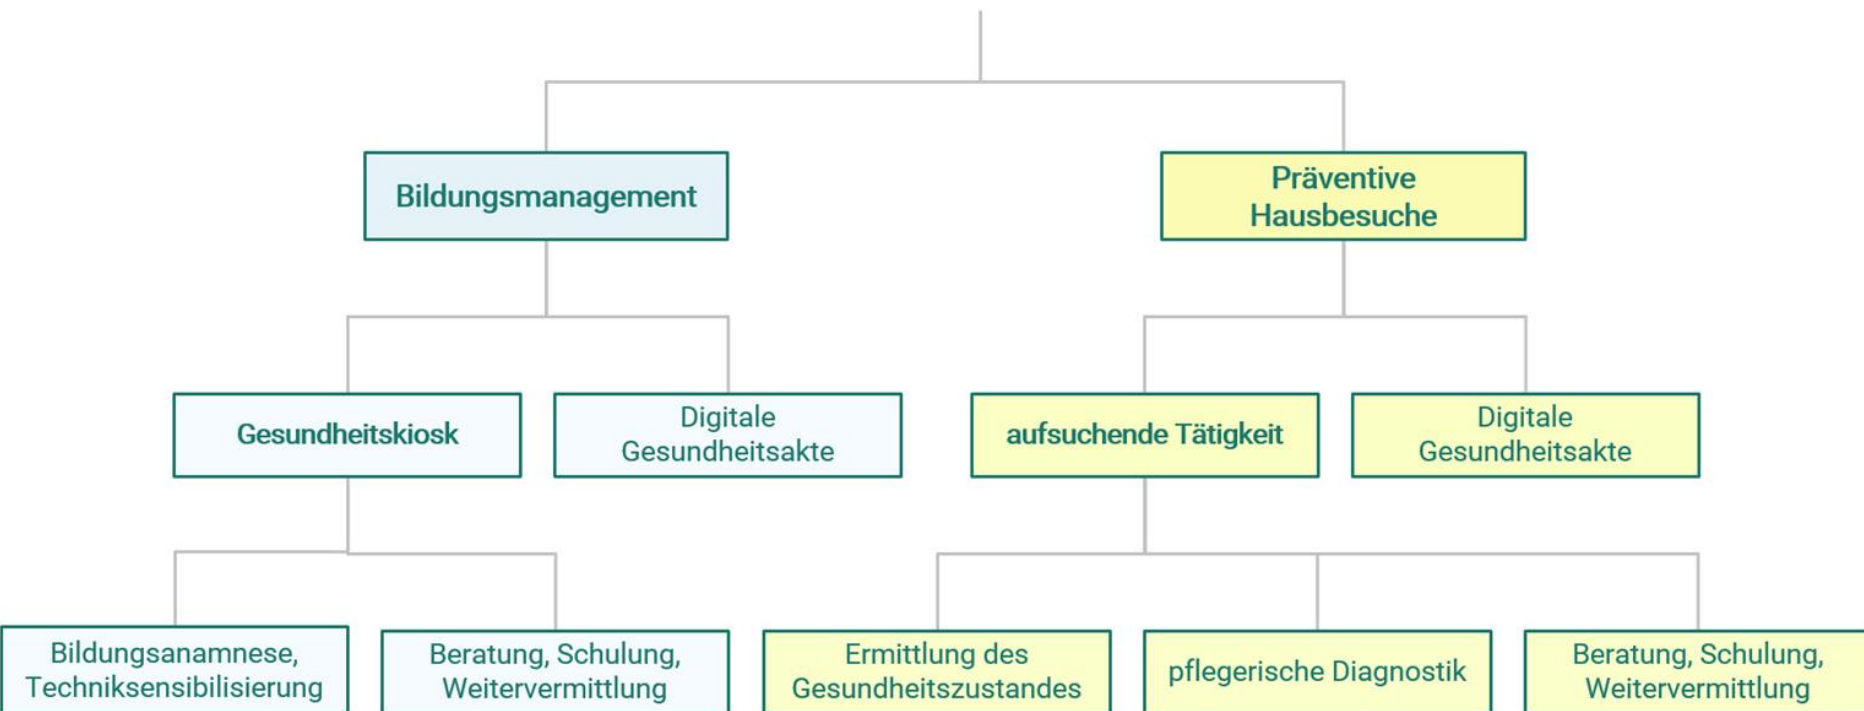 Bildungsmanagement
Präventive
Hausbesuche
Gesundheitskiosk
Digitale
Gesundheitsakte
aufsuchende Tätigkeit
Digitale
Gesundheitsakte
Bildungsanamnese,
Techniksensibilisierung
Beratung, Schulung,
Weitervermittlung
Ermittlung des
Gesundheitszustandes
pflegerische Diagnostik
Beratung, Schulung,
Weitervermittlung